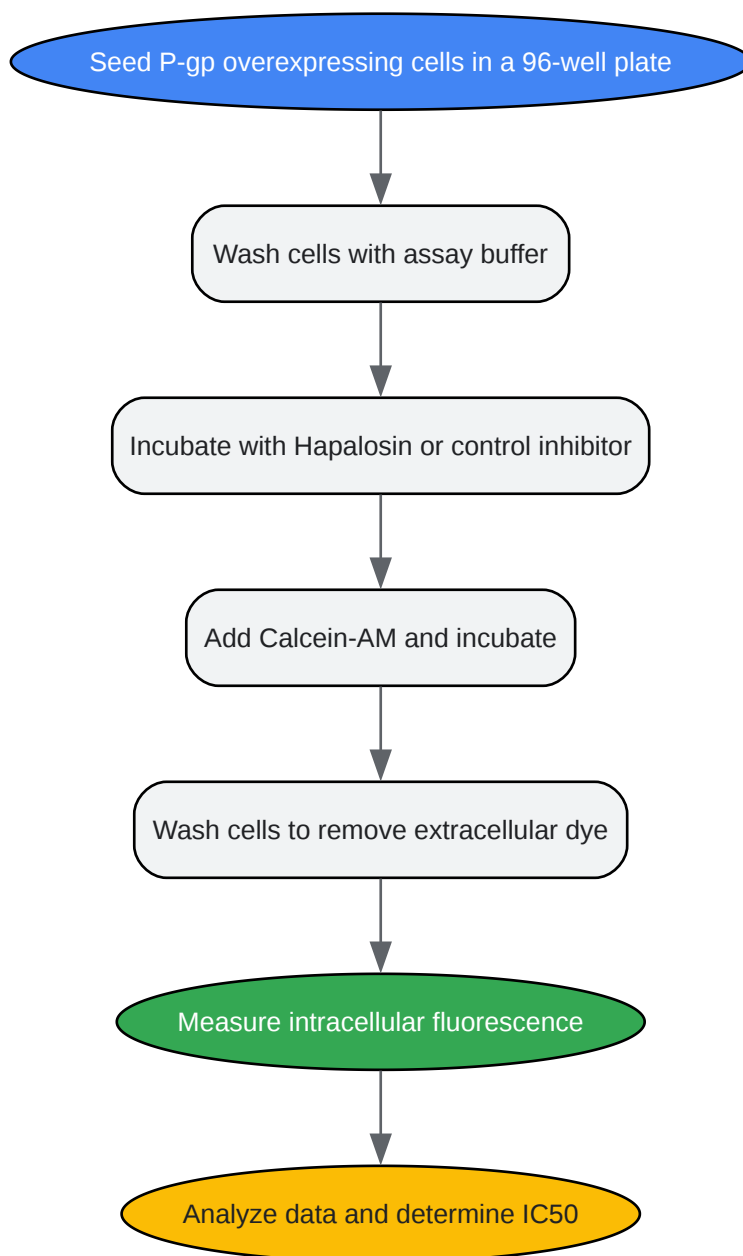 Seed P-gp overexpressing cells in a 96-well plate
Wash cells with assay buffer
Incubate with Hapalosin or control inhibitor
Add Calcein-AM and incubate
Wash cells to remove extracellular dye
Measure intracellular fluorescence
Analyze data and determine IC50